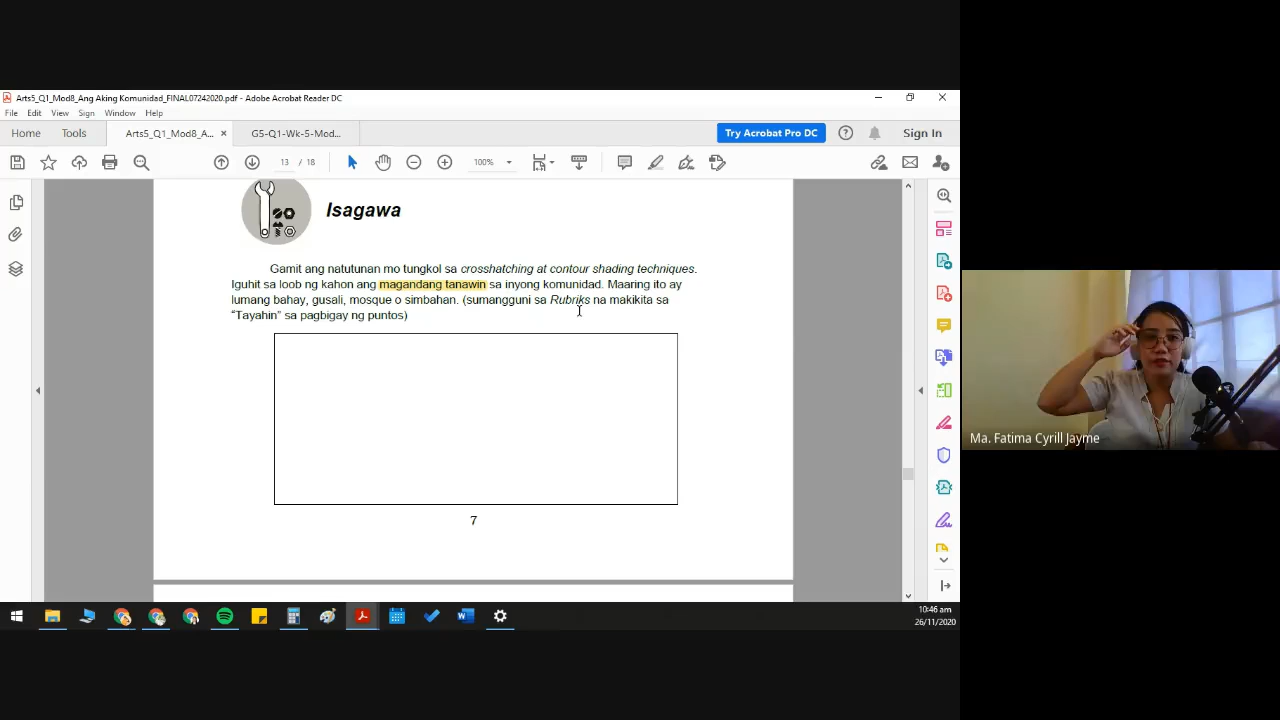 Arts5_Q1_Mod8_Ang Aking Komunidad_FINAL07242020.pdf - Adobe Acrobat Reader DC
File Edit View Sign Window Help
Home Tools Arts5_Q1_Mod8_A... × G5-Q1-Wk-5-Mod... Try Acrobat Pro DC Sign In
13 / 18 100%
Isagawa
Gamit ang natutunan mo tungkol sa crosshatching at contour shading techniques.
Iguhit sa loob ng kahon ang magandang tanawin sa inyong komunidad. Maaring ito ay
lumang bahay, gusali, mosque o simbahan. (sumangguni sa Rubriks na makikita sa
“Tayahin” sa pagbigay ng puntos)
7
Ma. Fatima Cyrill Jayme
10:46 am
26/11/2020